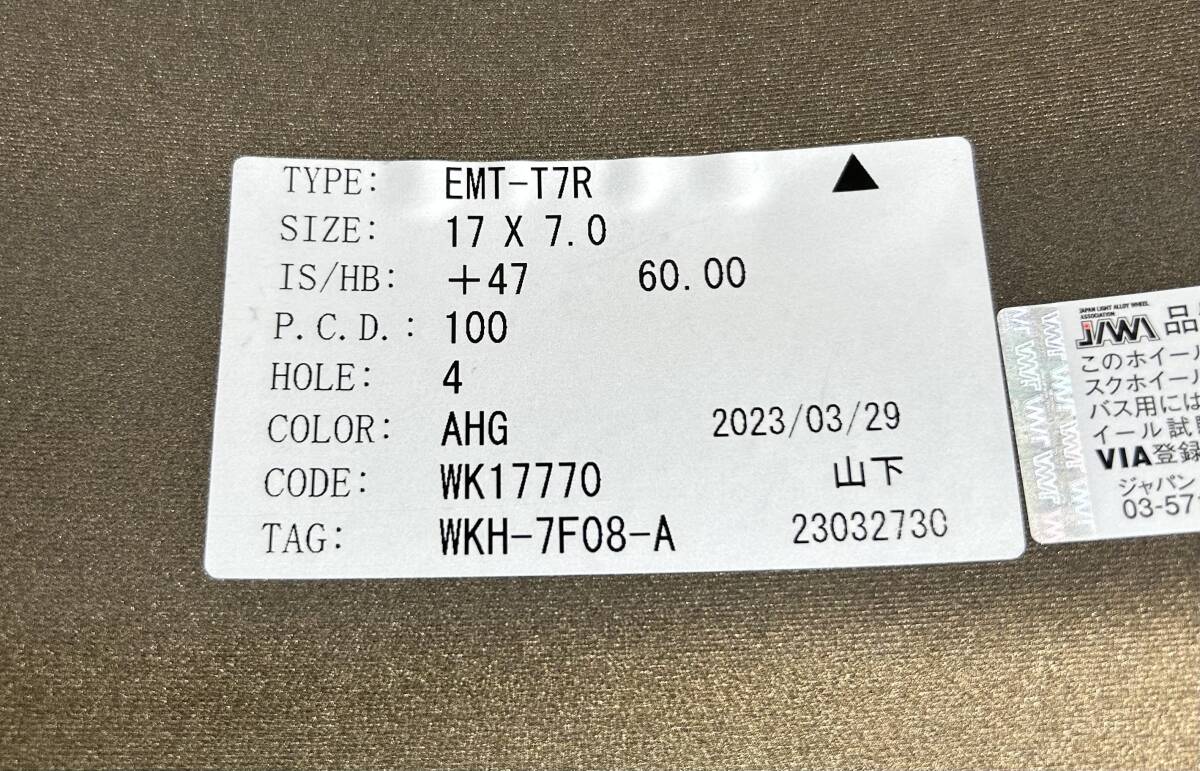 TYPE: EMT-T7R ▲
SIZE: 17 X 7.0
IS/HB: +47 60.00
P.C.D.: 100
HOLE: 4
COLOR: AHG 2023/03/29
CODE: WK17770 山下
TAG: WKH-7F08-A 23032730
JAPAN LIGHT ALLOY WHEEL
ASSOCIATION
JAWA 品
このホイール
スクホイール
バス用には
イール試
VIA登録
ジャパン
03-57